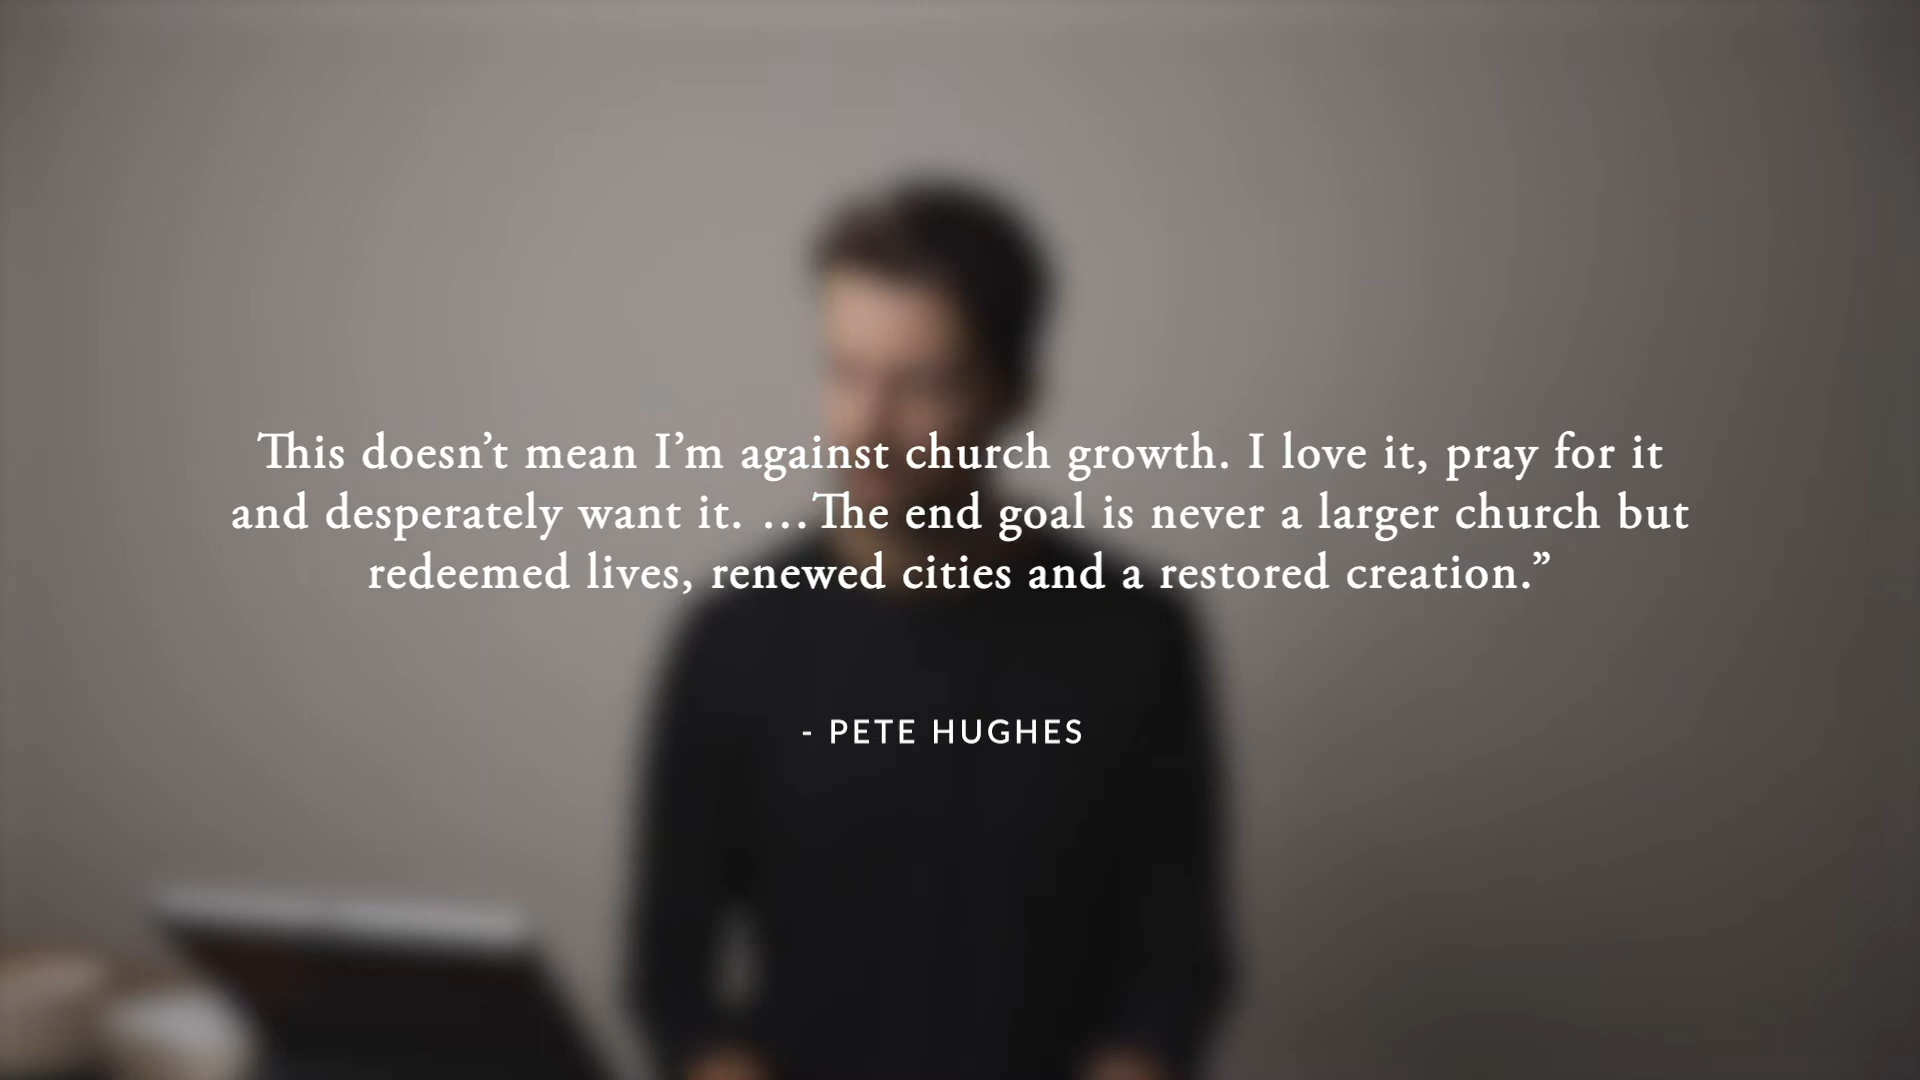 This doesn’t mean I’m against church growth. I love it, pray for it
and desperately want it. …The end goal is never a larger church but
redeemed lives, renewed cities and a restored creation.”
- PETE HUGHES